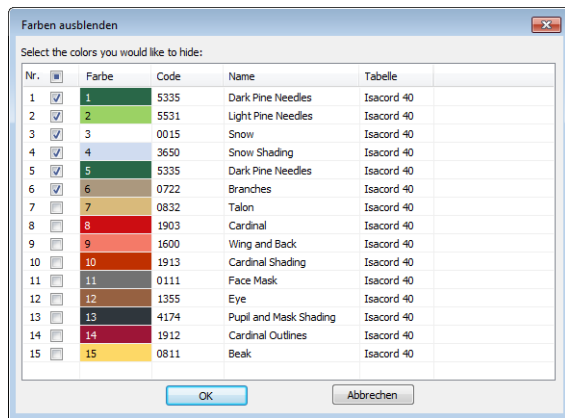 Farben ausblenden
Select the colors you would like to hide:
Nr. Farbe Code Name Tabelle
1 1 5335 Dark Pine Needles Isacord 40
2 2 5531 Light Pine Needles Isacord 40
3 3 0015 Snow Isacord 40
4 4 3650 Snow Shading Isacord 40
5 5 5335 Dark Pine Needles Isacord 40
6 6 0722 Branches Isacord 40
7 7 0832 Talon Isacord 40
8 8 1903 Cardinal Isacord 40
9 9 1600 Wing and Back Isacord 40
10 10 1913 Cardinal Shading Isacord 40
11 11 0111 Face Mask Isacord 40
12 12 1355 Eye Isacord 40
13 13 4174 Pupil and Mask Shading Isacord 40
14 14 1912 Cardinal Outlines Isacord 40
15 15 0811 Beak Isacord 40
OK Abbrechen